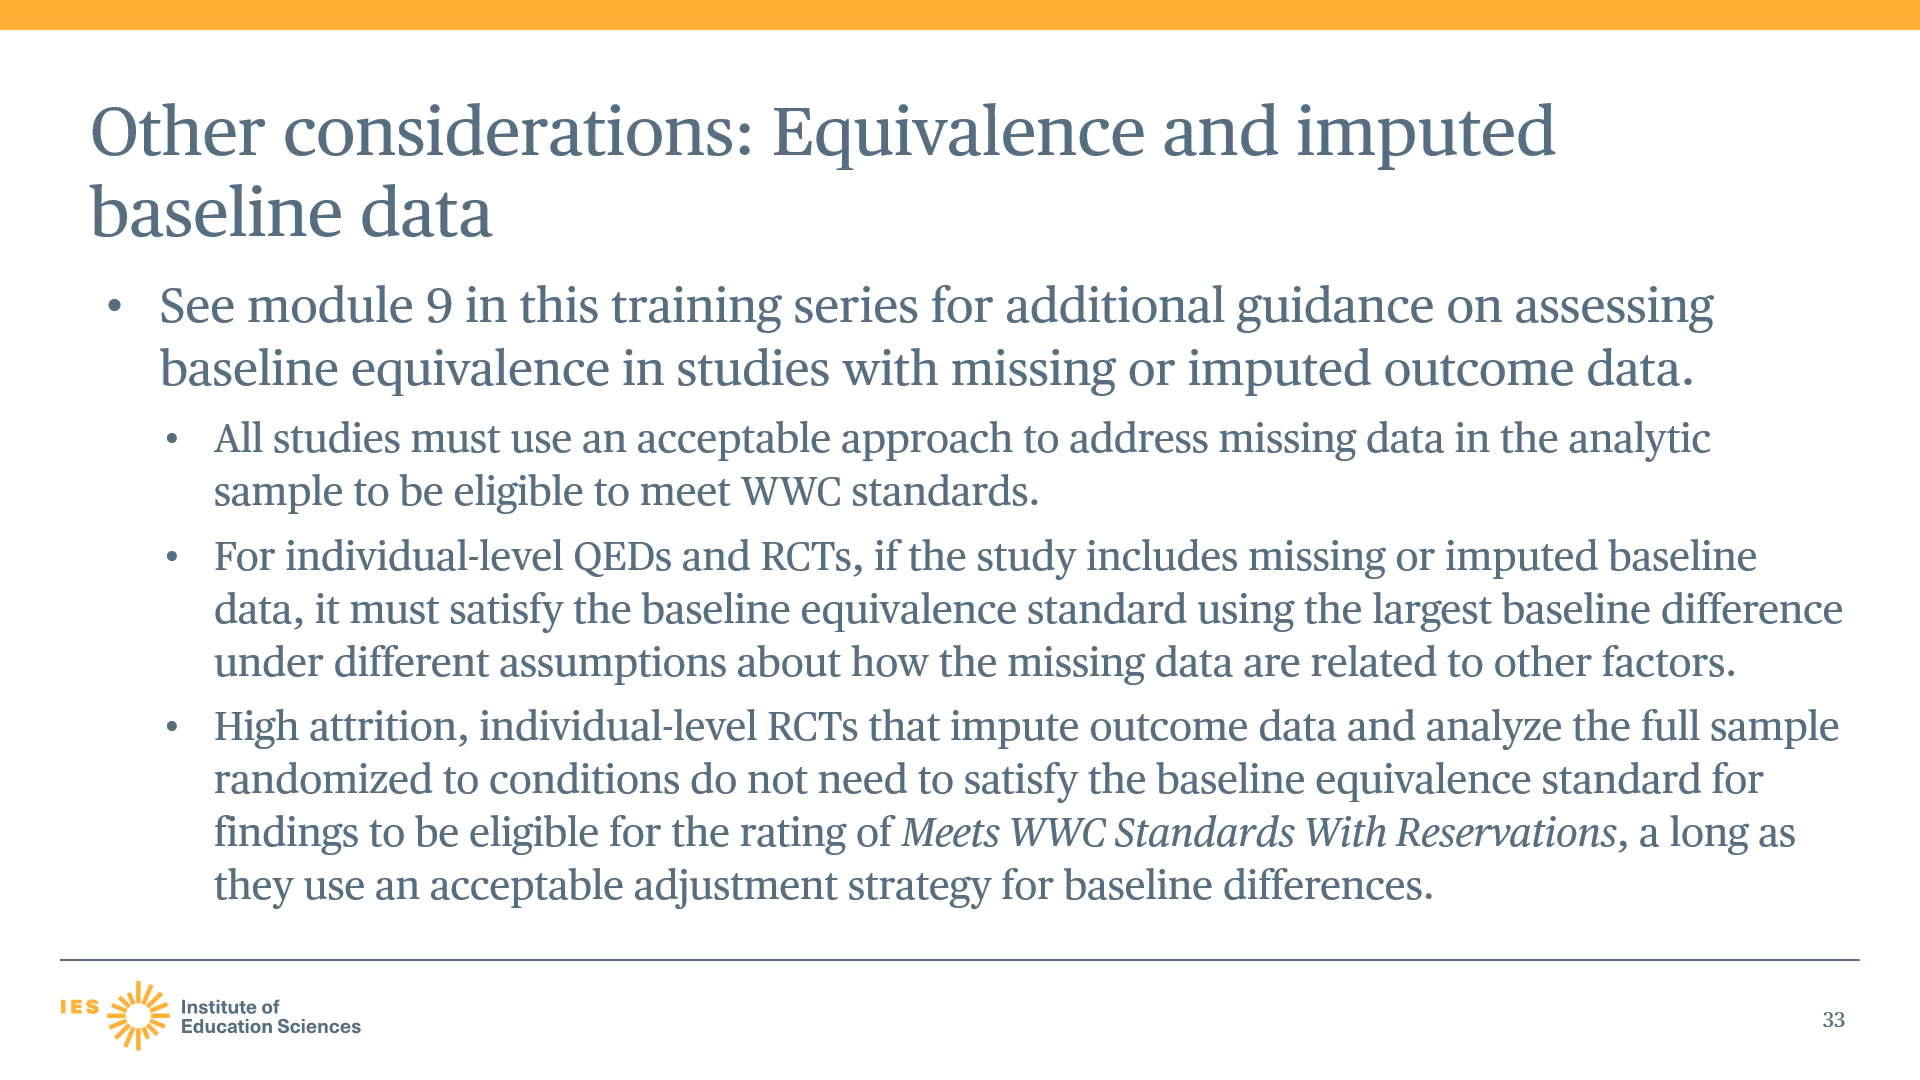 Other considerations: Equivalence and imputed
baseline data
• See module 9 in this training series for additional guidance on assessing
baseline equivalence in studies with missing or imputed outcome data.
• All studies must use an acceptable approach to address missing data in the analytic
sample to be eligible to meet WWC standards.
• For individual-level QEDs and RCTs, if the study includes missing or imputed baseline
data, it must satisfy the baseline equivalence standard using the largest baseline difference
under different assumptions about how the missing data are related to other factors.
• High attrition, individual-level RCTs that impute outcome data and analyze the full sample
randomized to conditions do not need to satisfy the baseline equivalence standard for
findings to be eligible for the rating of Meets WWC Standards With Reservations, a long as
they use an acceptable adjustment strategy for baseline differences.
IES
Institute of
Education Sciences
33